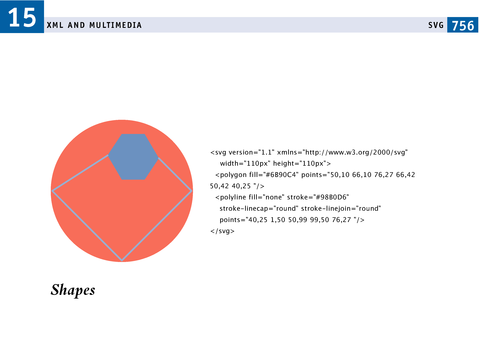 15
XML AND MULTIMEDIA
SVG 756
<svg version="1.1" xmlns="http://www.w3.org/2000/svg"
width="110px" height="110px">
<polygon fill="#6B90C4" points="50,10 66,10 76,27 66,42
50,42 40,25 "/>
<polyline fill="none" stroke="#9BB0D6"
stroke-linecap="round" stroke-linejoin="round"
points="40,25 1,50 50,99 99,50 76,27 "/>
</svg>
Shapes